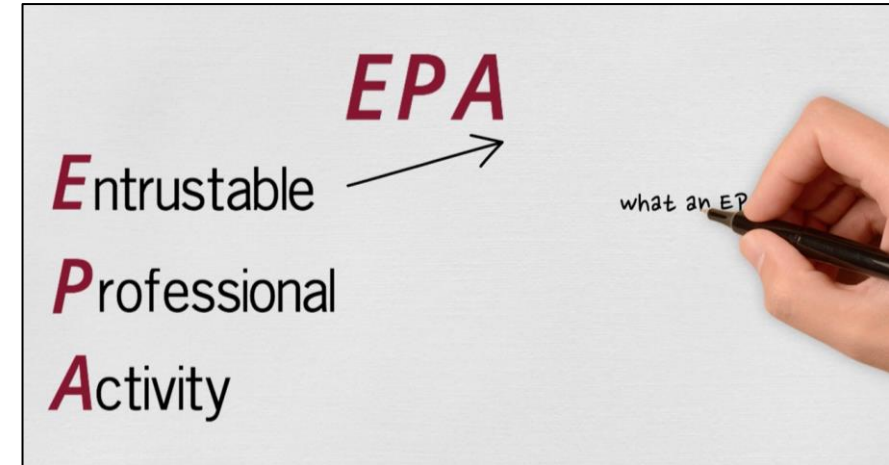 EPA
Entrustable
what an EP
Professional
Activity